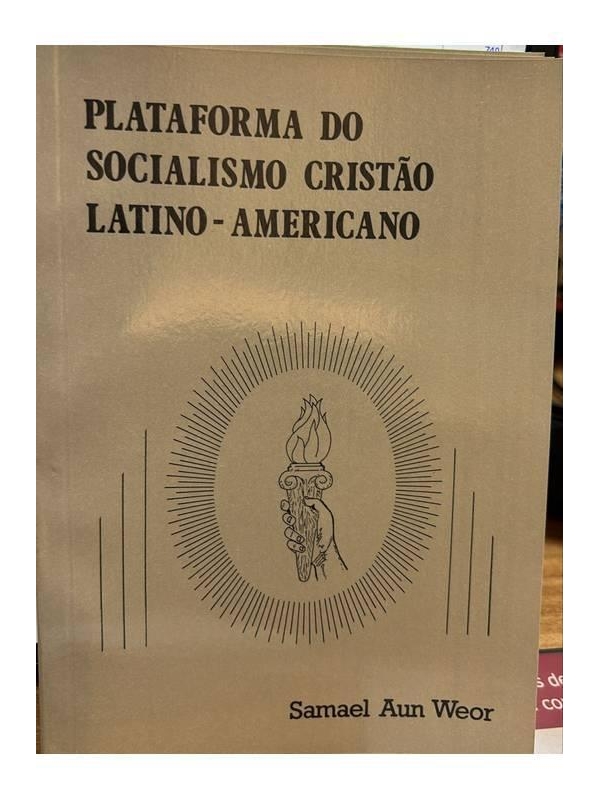 PLATAFORMA DO
SOCIALISMO CRISTÃO
LATINO-AMERICANO
Samael Aun Weor